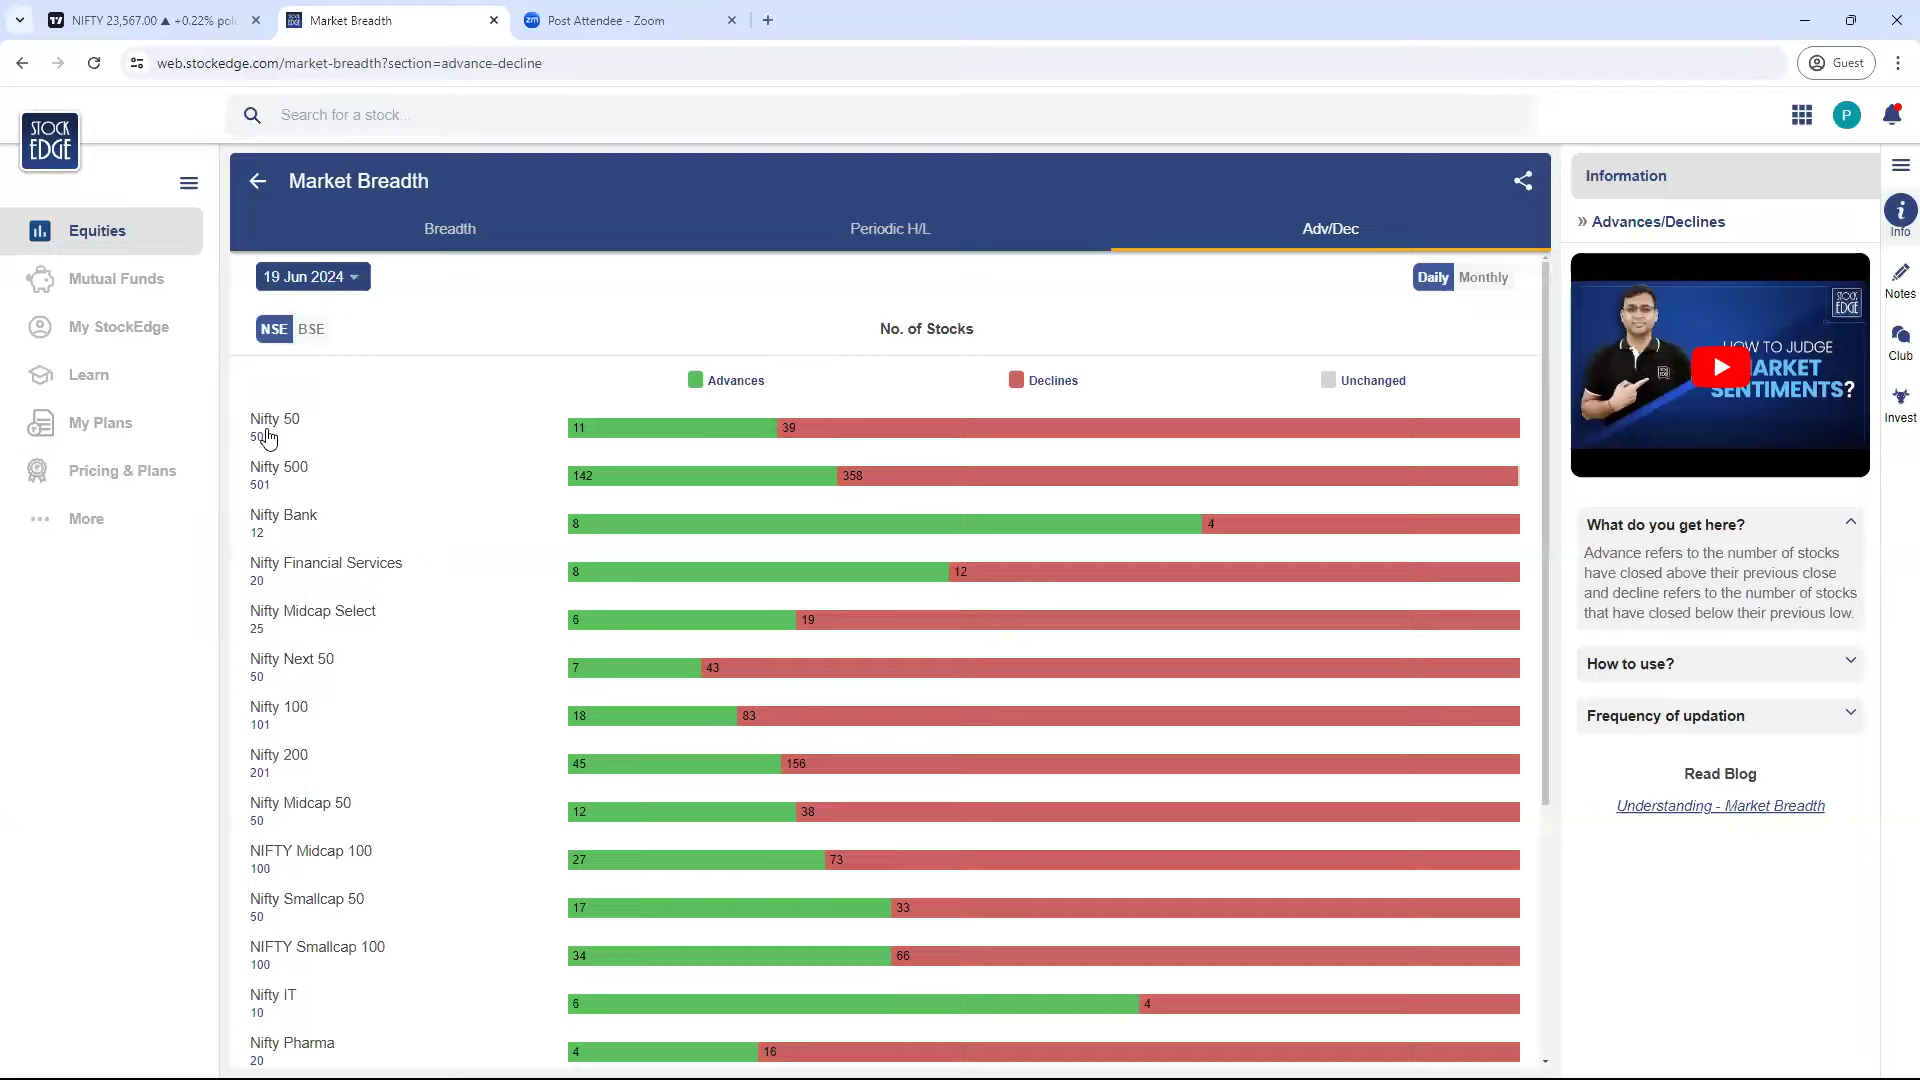 NIFTY 23,567.00 ▲ +0.22%
Market Breadth
zm Post Attendee - Zoom
web.stockedge.com/market-breadth?section=advance-decline
Guest
STOCK
EDGE
Search for a stock...
P
Equities
Mutual Funds
My StockEdge
Learn
My Plans
Pricing & Plans
More
Market Breadth
Breadth Periodic H/L Adv/Dec
19 Jun 2024
Daily Monthly
NSE BSE
No. of Stocks
Advances Declines Unchanged
Nifty 50
50
11 39
Nifty 500
501
142 358
Nifty Bank
12
8 4
Nifty Financial Services
20
8 12
Nifty Midcap Select
25
6 19
Nifty Next 50
50
7 43
Nifty 100
101
18 83
Nifty 200
201
45 156
Nifty Midcap 50
50
12 38
NIFTY Midcap 100
100
27 73
Nifty Smallcap 50
50
17 33
NIFTY Smallcap 100
100
34 66
Nifty IT
10
6 4
Nifty Pharma
20
4 16
Information
» Advances/Declines
STOCK
EDGE
HOW TO JUDGE
MARKET
SENTIMENTS?
What do you get here?
Advance refers to the number of stocks
have closed above their previous close
and decline refers to the number of stocks
that have closed below their previous low.
How to use?
Frequency of updation
Read Blog
Understanding - Market Breadth
Info
Notes
Club
Invest